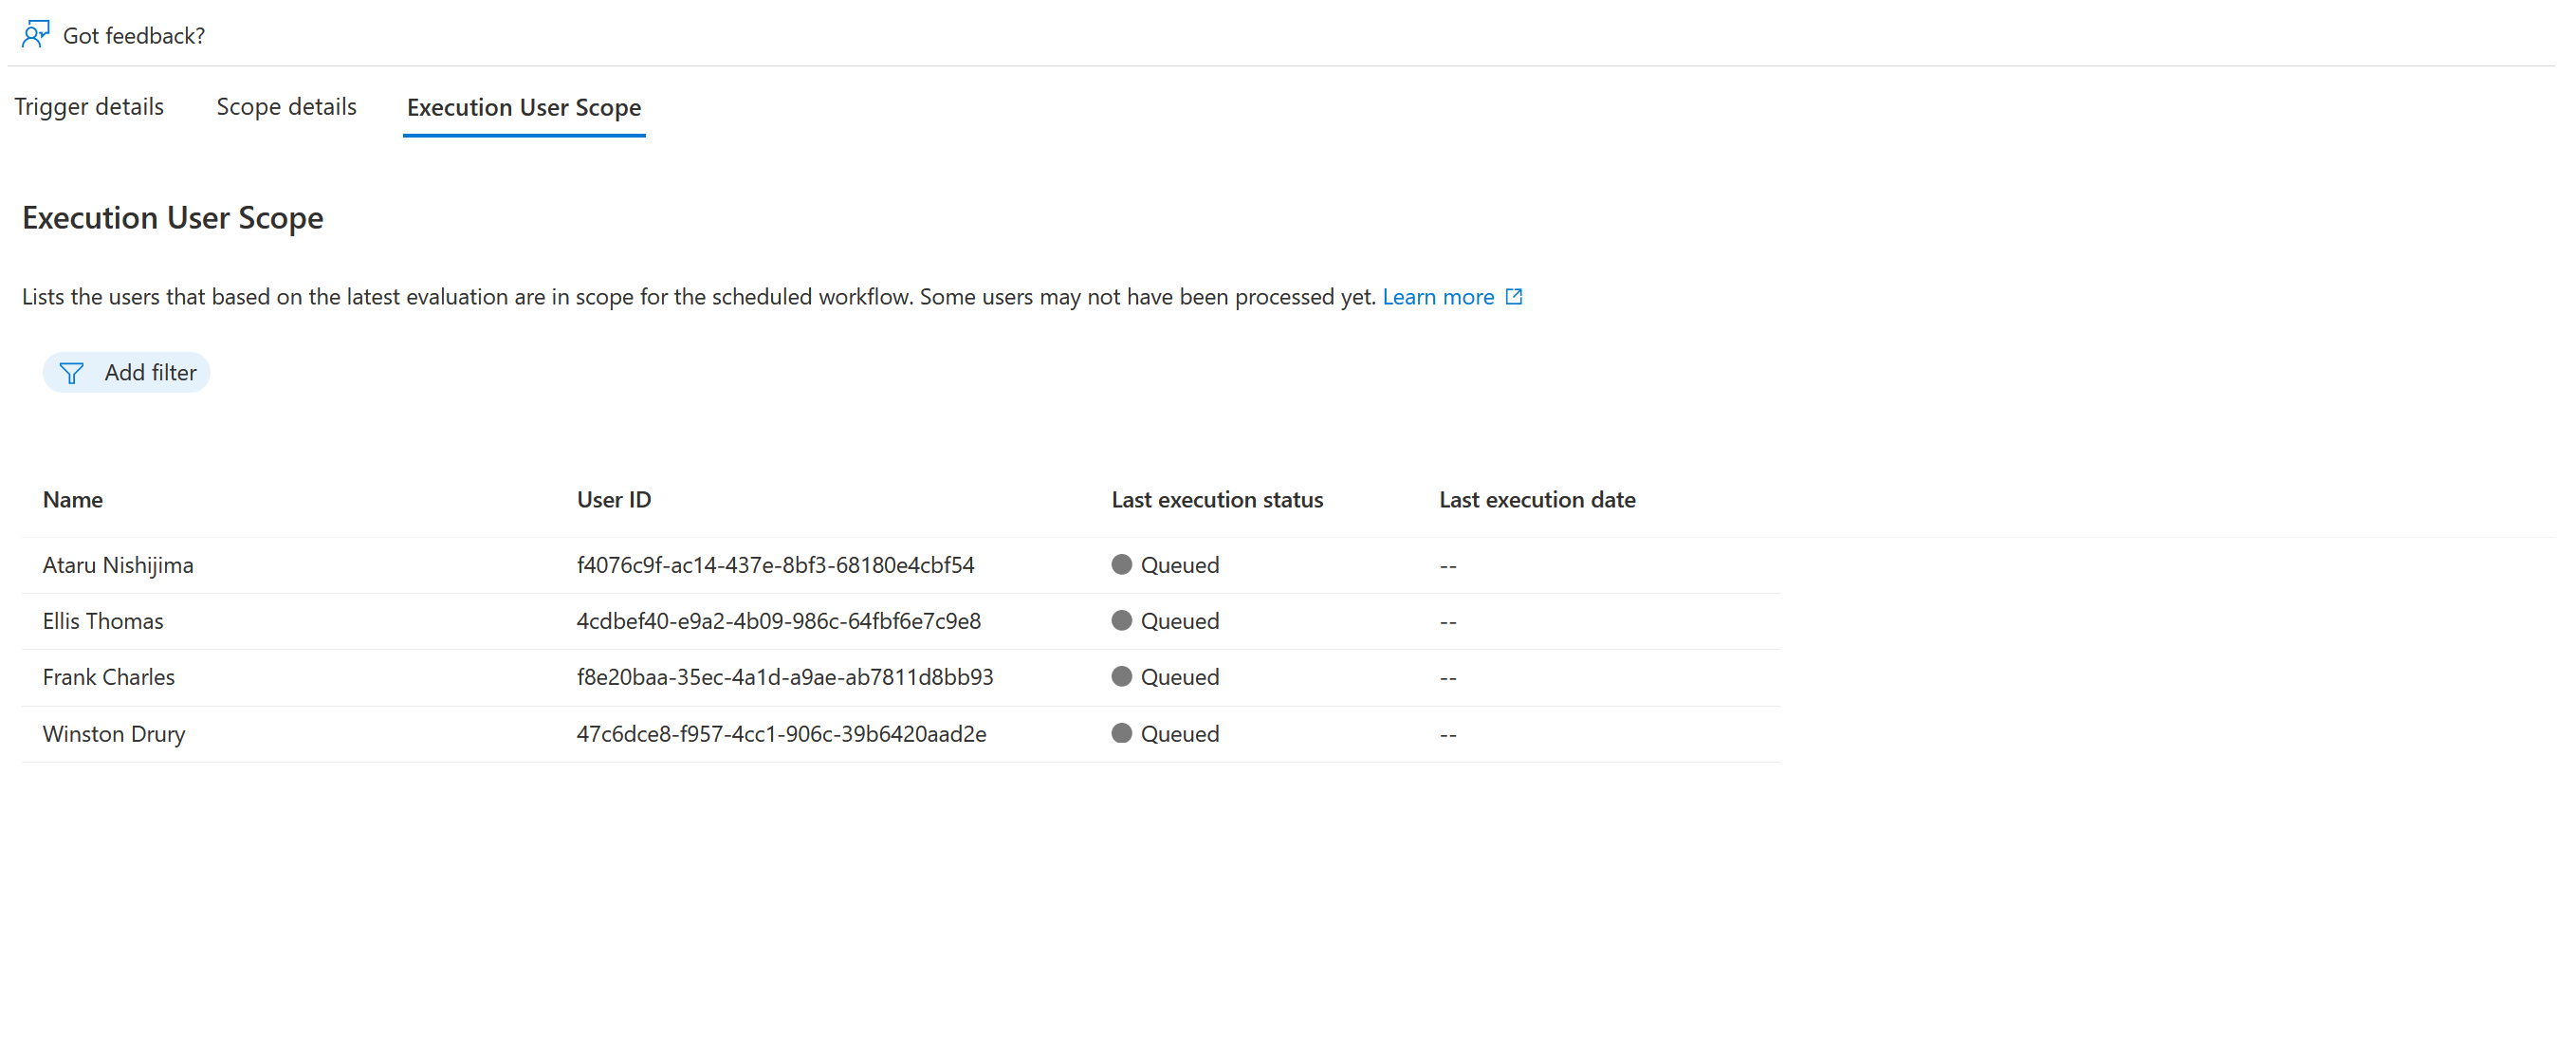 Got feedback?
Trigger details Scope details Execution User Scope
Execution User Scope
Lists the users that based on the latest evaluation are in scope for the scheduled workflow. Some users may not have been processed yet. Learn more
Add filter
Name User ID Last execution status Last execution date
Ataru Nishijima f4076c9f-ac14-437e-8bf3-68180e4cbf54 Queued --
Ellis Thomas 4cdbef40-e9a2-4b09-986c-64fbf6e7c9e8 Queued --
Frank Charles f8e20baa-35ec-4a1d-a9ae-ab7811d8bb93 Queued --
Winston Drury 47c6dce8-f957-4cc1-906c-39b6420aad2e Queued --